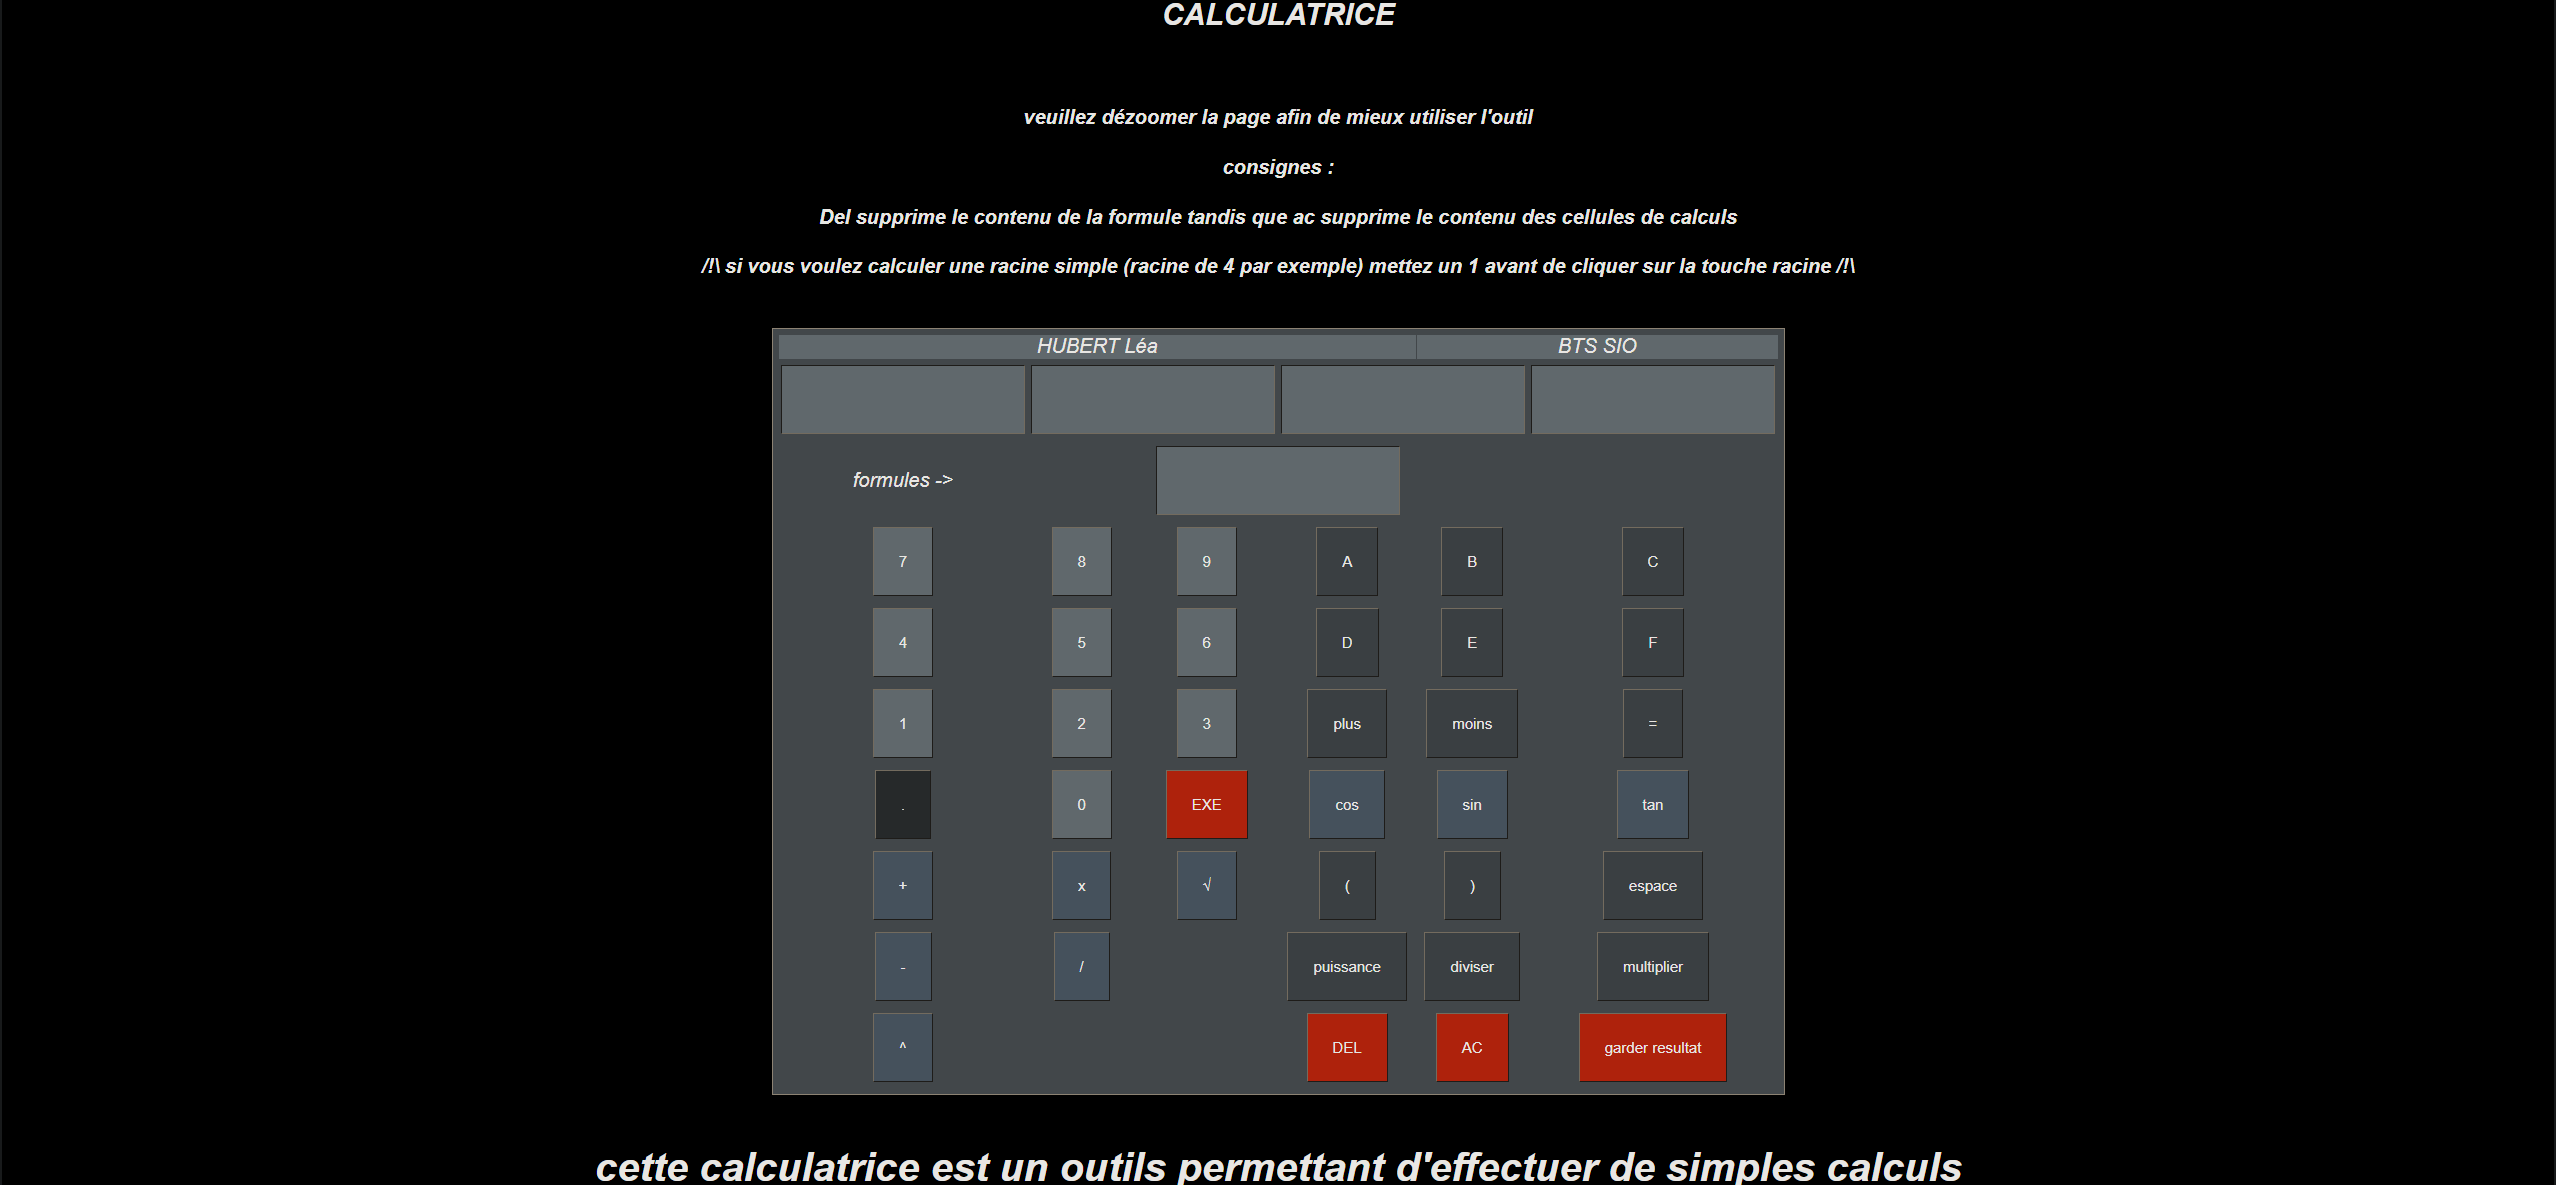 CALCULATRICE
veuillez dézoomer la page afin de mieux utiliser l'outil
consignes :
Del supprime le contenu de la formule tandis que ac supprime le contenu des cellules de calculs
/!\ si vous voulez calculer une racine simple (racine de 4 par exemple) mettez un 1 avant de cliquer sur la touche racine /!\
HUBERT Léa BTS SIO
formules ->
7 8 9 A B C
4 5 6 D E F
1 2 3 plus moins =
. 0 EXE cos sin tan
+ x √ ( ) espace
- / puissance diviser multiplier
^ DEL AC garder resultat
cette calculatrice est un outils permettant d'effectuer de simples calculs